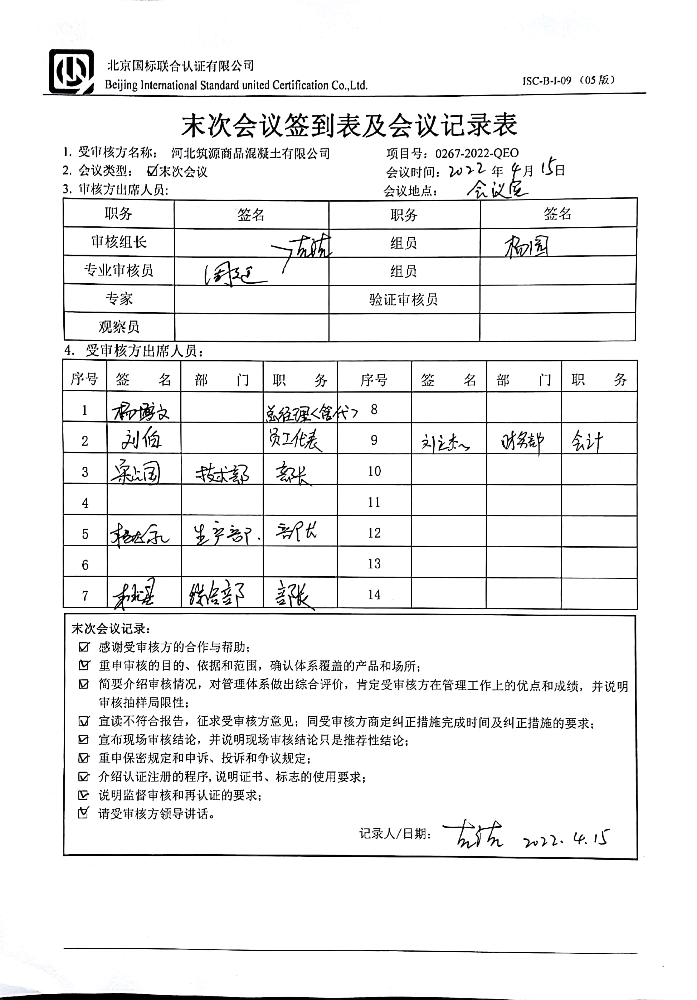 北京国标联合认证有限公司
Beijing International Standard united Certification Co.,Ltd.
ISC-B-I-09 （05 版）
末次会议签到表及会议记录表
1. 受审核方名称： 河北筑源商品混凝土有限公司 项目号：0267-2022-QEO
2. 会议类型： ☑末次会议 会议时间：2022 年 4月 15日
3. 审核方出席人员： 会议地点： 会议室
职务 签名 职务 签名
审核组长 组员 杨园
专业审核员 组员
专家 验证审核员
观察员
4. 受审核方出席人员：
序号 签 名 部 门 职 务 序号 签 名 部 门 职 务
1 杨博文 总经理（管代） 8
2 刘伯 员工代表 9 刘立杰 财务部 会计
3 梁占国 技术部 部长 10
4 11
5 生产部. 部长 12
6 13
7 综合部 部长 14
末次会议记录：
☑ 感谢受审核方的合作与帮助；
☑ 重申审核的目的、依据和范围，确认体系覆盖的产品和场所；
☑ 简要介绍审核情况，对管理体系做出综合评价，肯定受审核方在管理工作上的优点和成绩，并说明
审核抽样局限性；
☑ 宣读不符合报告，征求受审核方意见；同受审核方商定纠正措施完成时间及纠正措施的要求；
☑ 宣布现场审核结论，并说明现场审核结论只是推荐性结论；
☑ 重申保密规定和申诉、投诉和争议规定；
☑ 介绍认证注册的程序,说明证书、标志的使用要求；
☑ 说明监督审核和再认证的要求；
☑ 请受审核方领导讲话。
记录人/日期： 2022.4.15